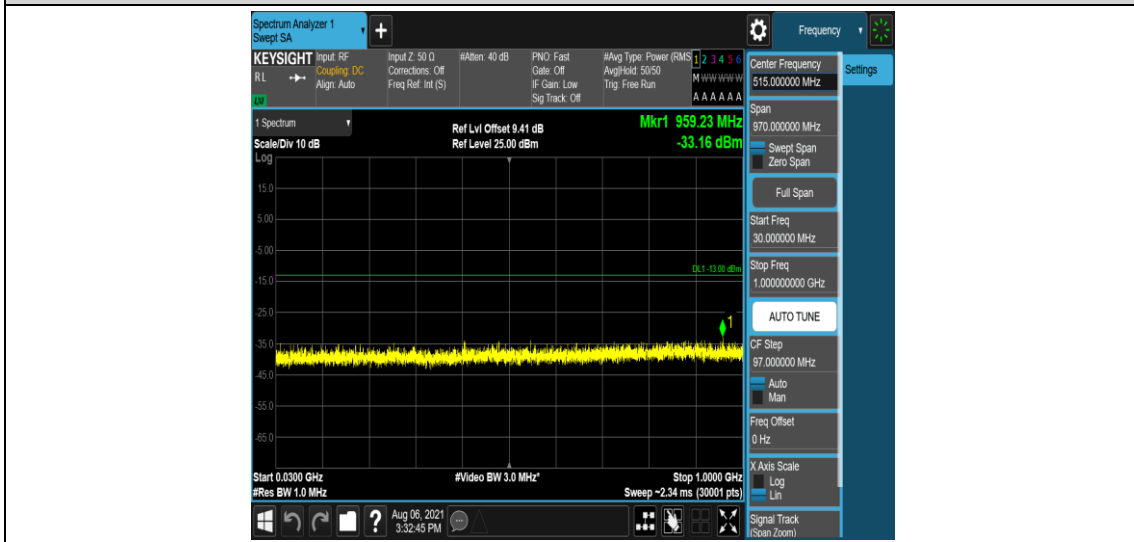 Spectrum Analyzer 1
Swept SA
+
Frequency
KEYSIGHT
RL
Input: RF
Coupling: DC
Align: Auto
Input Z: 50 Ω
Corrections: Off
Freq Ref: Int (S)
#Atten: 40 dB
PNO: Fast
Gate: Off
IF Gain: Low
Sig Track: Off
#Avg Type: Power (RMS
Avg|Hold: 50/50
Trig: Free Run
1 2 3 4 5 6
M W W W W W
A A A A A A
1 Spectrum
Scale/Div 10 dB
Log
Ref Lvl Offset 9.41 dB
Ref Level 25.00 dBm
Mkr1 959.23 MHz
-33.16 dBm
15.0
5.00
-5.00
-15.0
-25.0
-35.0
-45.0
-55.0
-65.0
DL1 -13.00 dBm
1
Start 0.0300 GHz
#Res BW 1.0 MHz
#Video BW 3.0 MHz*
Stop 1.0000 GHz
Sweep ~2.34 ms (30001 pts)
Center Frequency
515.000000 MHz
Settings
Span
970.000000 MHz
Swept Span
Zero Span
Full Span
Start Freq
30.000000 MHz
Stop Freq
1.000000000 GHz
AUTO TUNE
CF Step
97.000000 MHz
Auto
Man
Freq Offset
0 Hz
X Axis Scale
Log
Lin
Signal Track
(Span Zoom)
?
Aug 06, 2021
3:32:45 PM